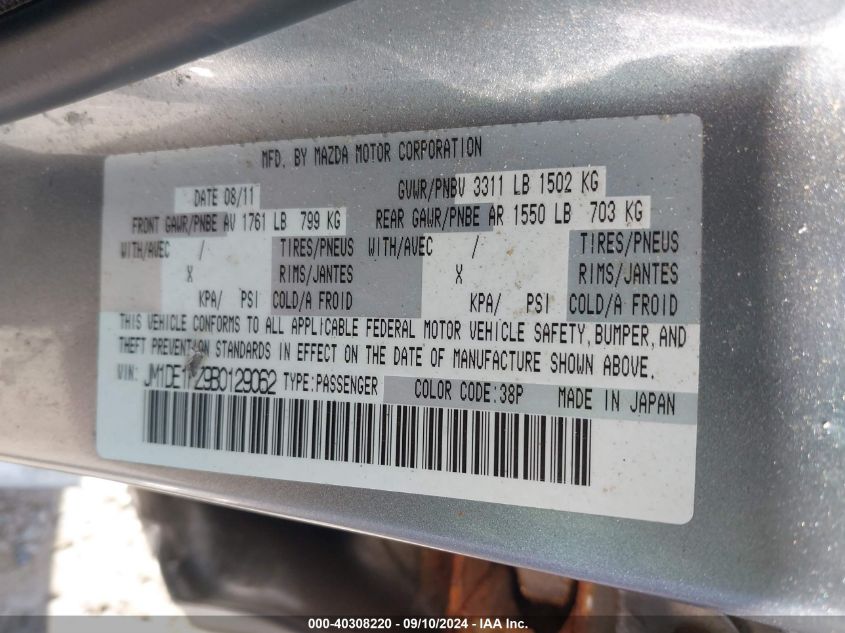 MFD. BY MAZDA MOTOR CORPORATION
DATE 08/11 GVWR/PNBV 3311 LB 1502 KG
FRONT GAWR/PNBE AV 1761 LB 799 KG REAR GAWR/PNBE AR 1550 LB 703 KG
WITH/AVEC / TIRES/PNEUS WITH/AVEC / TIRES/PNEUS
X RIMS/JANTES X RIMS/JANTES
KPA/ PSI COLD/A FROID KPA/ PSI COLD/A FROID
THIS VEHICLE CONFORMS TO ALL APPLICABLE FEDERAL MOTOR VEHICLE SAFETY, BUMPER, AND
THEFT PREVENTION STANDARDS IN EFFECT ON THE DATE OF MANUFACTURE SHOWN ABOVE.
VIN: TYPE:PASSENGER COLOR CODE:38P MADE IN JAPAN
000-40308220 - 09/10/2024 - IAA Inc.